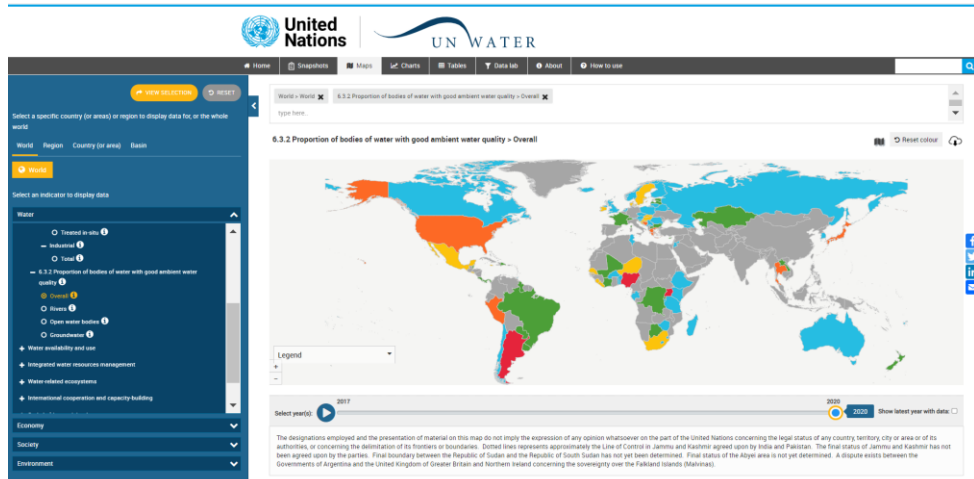 United
Nations
UN WATER
Home Snapshots Maps Charts Tables Data lab About How to use
VIEW SELECTION RESET
Select a specific country (or areas) or region to display data for, or the whole
world
World Region Country (or area) Basin
World
Select an indicator to display data
Water
Treated in-situ
Industrial
Total
6.3.2 Proportion of bodies of water with good ambient water
quality
Overall
Rivers
Open water bodies
Groundwater
Water availability and use
Integrated water resources management
Water-related ecosystems
International cooperation and capacity-building
Economy
Society
Environment
World > World 6.3.2 Proportion of bodies of water with good ambient water quality > Overall
type here..
6.3.2 Proportion of bodies of water with good ambient water quality > Overall
Reset colour
Legend
+
−
2017 2020
Select year(s): 2020 Show latest year with data:
The designations employed and the presentation of material on this map do not imply the expression of any opinion whatsoever on the part of the United Nations concerning the legal status of any country, territory, city or area or of its
authorities, or concerning the delimitation of its frontiers or boundaries. Dotted lines represents approximately the Line of Control in Jammu and Kashmir agreed upon by India and Pakistan. The final status of Jammu and Kashmir has not
been agreed upon by the parties. Final boundary between the Republic of Sudan and the Republic of South Sudan has not yet been determined. Final status of the Abyei area is not yet determined. A dispute exists between the
Governments of Argentina and the United Kingdom of Greater Britain and Northern Ireland concerning the sovereignty over the Falkland Islands (Malvinas).